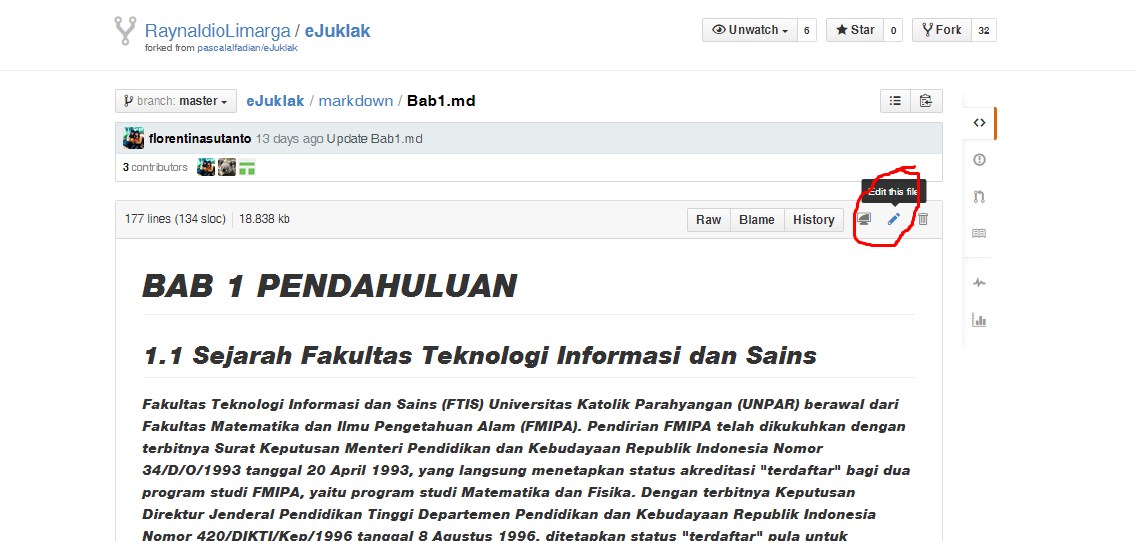 RaynaldioLimarga / eJuklak
forked from pascalalfadian/eJuklak
Unwatch 6
Star 0
Fork 32
branch: master
eJuklak / markdown / Bab1.md
florentinasutanto 13 days ago Update Bab1.md
3 contributors
Edit this file
177 lines (134 sloc) 18.838 kb
Raw Blame History
BAB 1 PENDAHULUAN
1.1 Sejarah Fakultas Teknologi Informasi dan Sains
Fakultas Teknologi Informasi dan Sains (FTIS) Universitas Katolik Parahyangan (UNPAR) berawal dari
Fakultas Matematika dan Ilmu Pengetahuan Alam (FMIPA). Pendirian FMIPA telah dikukuhkan dengan
terbitnya Surat Keputusan Menteri Pendidikan dan Kebudayaan Republik Indonesia Nomor
34/D/O/1993 tanggal 20 April 1993, yang langsung menetapkan status akreditasi "terdaftar" bagi dua
program studi FMIPA, yaitu program studi Matematika dan Fisika. Dengan terbitnya Keputusan
Direktur Jenderal Pendidikan Tinggi Departemen Pendidikan dan Kebudayaan Republik Indonesia
Nomor 420/DIKTI/Kep/1996 tanggal 8 Agustus 1996, ditetapkan status "terdaftar" pula untuk